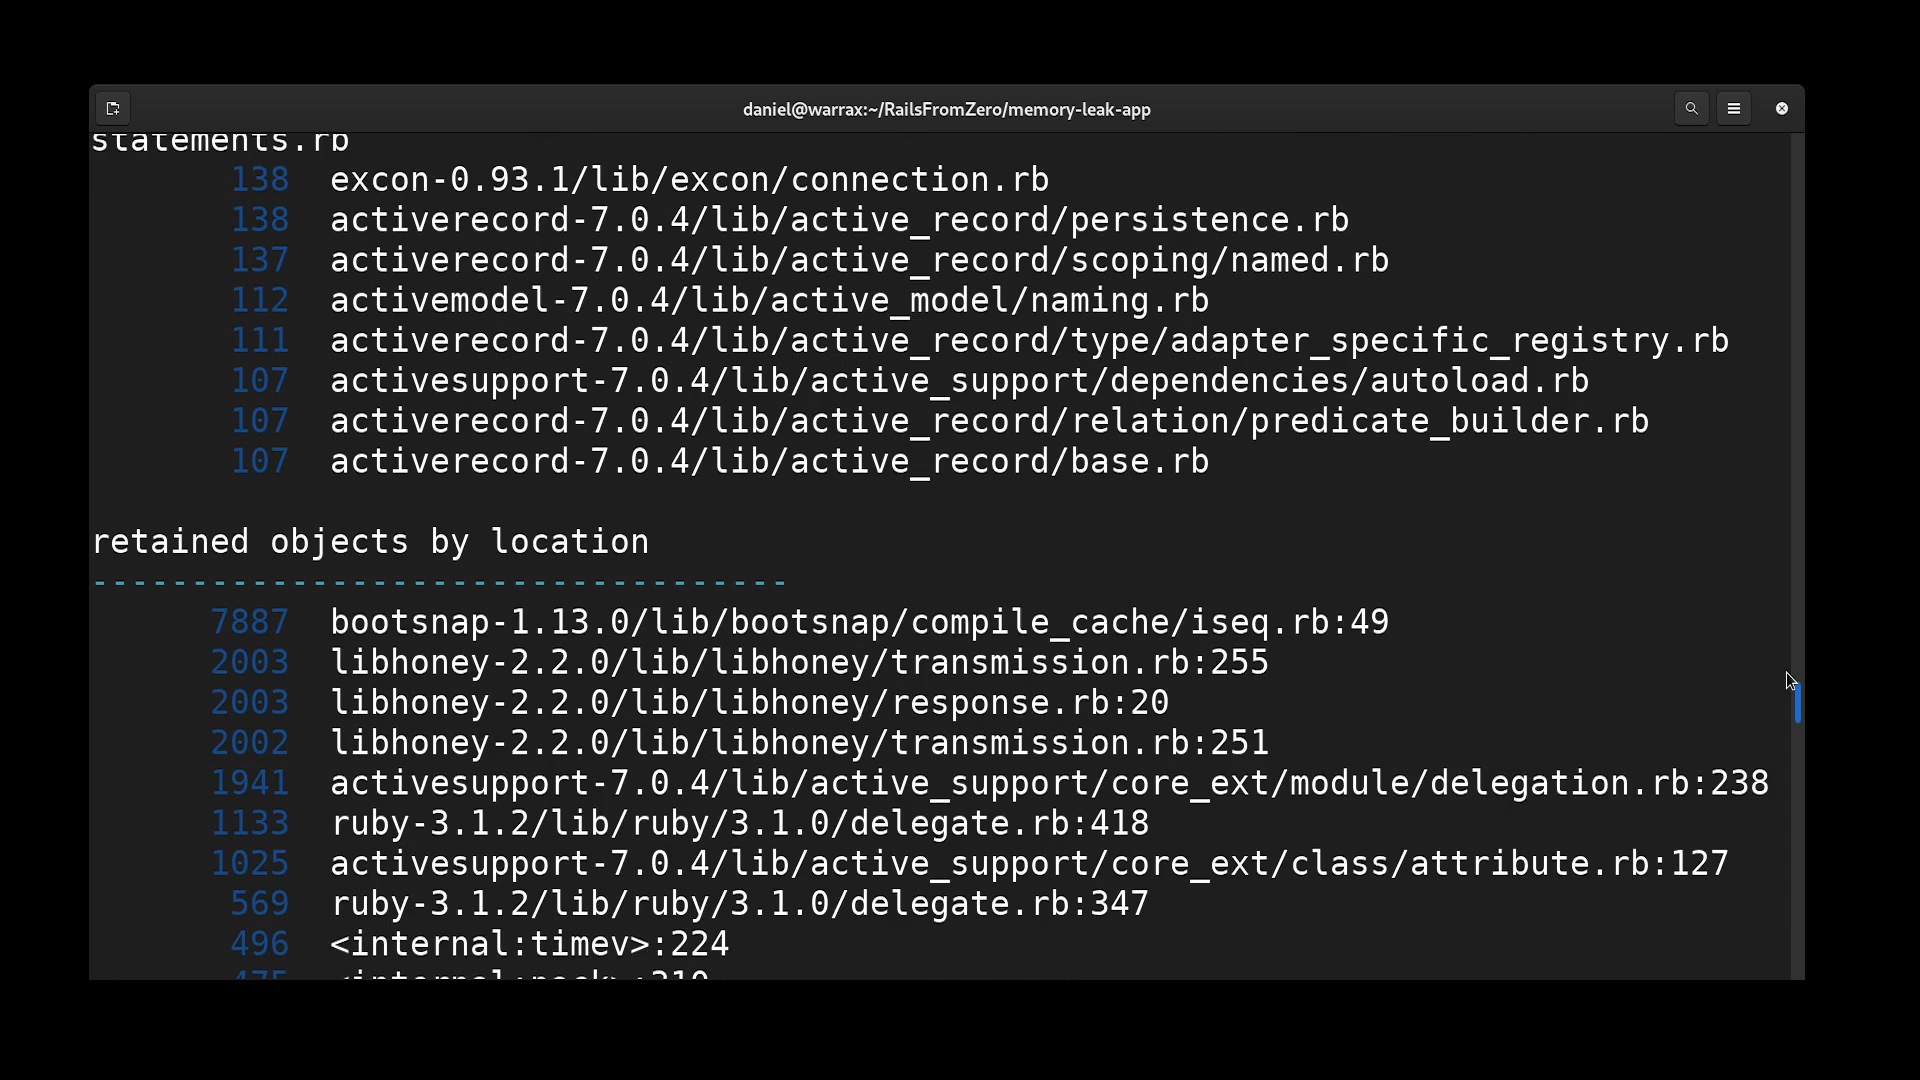 daniel@warrax:~/RailsFromZero/memory-leak-app
statements.rb
138 excon-0.93.1/lib/excon/connection.rb
138 activerecord-7.0.4/lib/active_record/persistence.rb
137 activerecord-7.0.4/lib/active_record/scoping/named.rb
112 activemodel-7.0.4/lib/active_model/naming.rb
111 activerecord-7.0.4/lib/active_record/type/adapter_specific_registry.rb
107 activesupport-7.0.4/lib/active_support/dependencies/autoload.rb
107 activerecord-7.0.4/lib/active_record/relation/predicate_builder.rb
107 activerecord-7.0.4/lib/active_record/base.rb
retained objects by location
-----------------------------------
7887 bootsnap-1.13.0/lib/bootsnap/compile_cache/iseq.rb:49
2003 libhoney-2.2.0/lib/libhoney/transmission.rb:255
2003 libhoney-2.2.0/lib/libhoney/response.rb:20
2002 libhoney-2.2.0/lib/libhoney/transmission.rb:251
1941 activesupport-7.0.4/lib/active_support/core_ext/module/delegation.rb:238
1133 ruby-3.1.2/lib/ruby/3.1.0/delegate.rb:418
1025 activesupport-7.0.4/lib/active_support/core_ext/class/attribute.rb:127
569 ruby-3.1.2/lib/ruby/3.1.0/delegate.rb:347
496 <internal:timev>:224